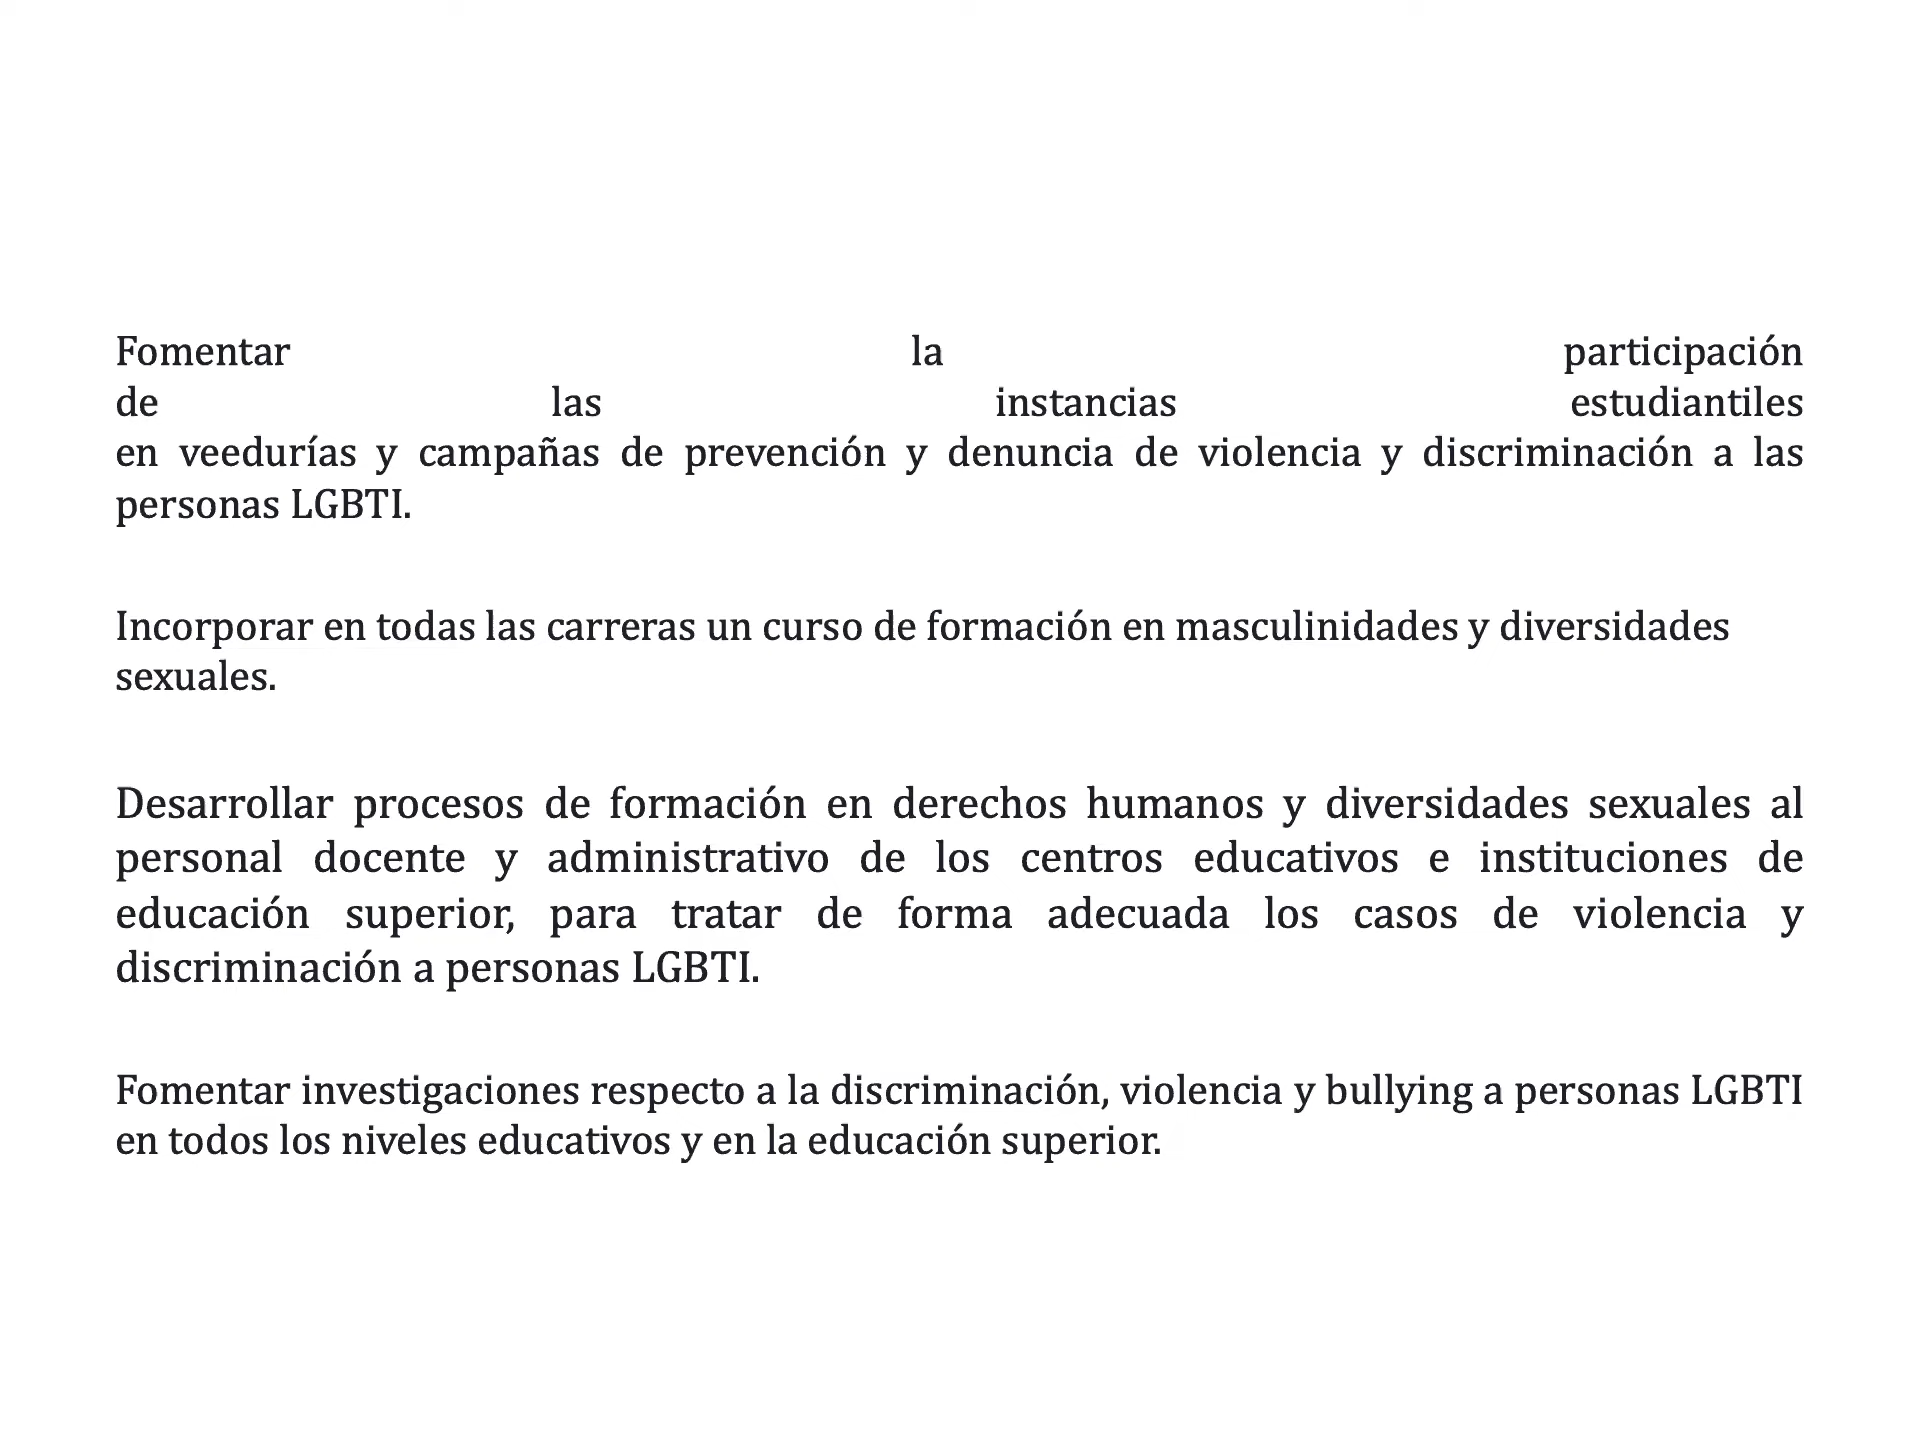 Fomentar la participación
de las instancias estudiantiles
en veedurías y campañas de prevención y denuncia de violencia y discriminación a las
personas LGBTI.
Incorporar en todas las carreras un curso de formación en masculinidades y diversidades
sexuales.
Desarrollar procesos de formación en derechos humanos y diversidades sexuales al
personal docente y administrativo de los centros educativos e instituciones de
educación superior, para tratar de forma adecuada los casos de violencia y
discriminación a personas LGBTI.
Fomentar investigaciones respecto a la discriminación, violencia y bullying a personas LGBTI
en todos los niveles educativos y en la educación superior.